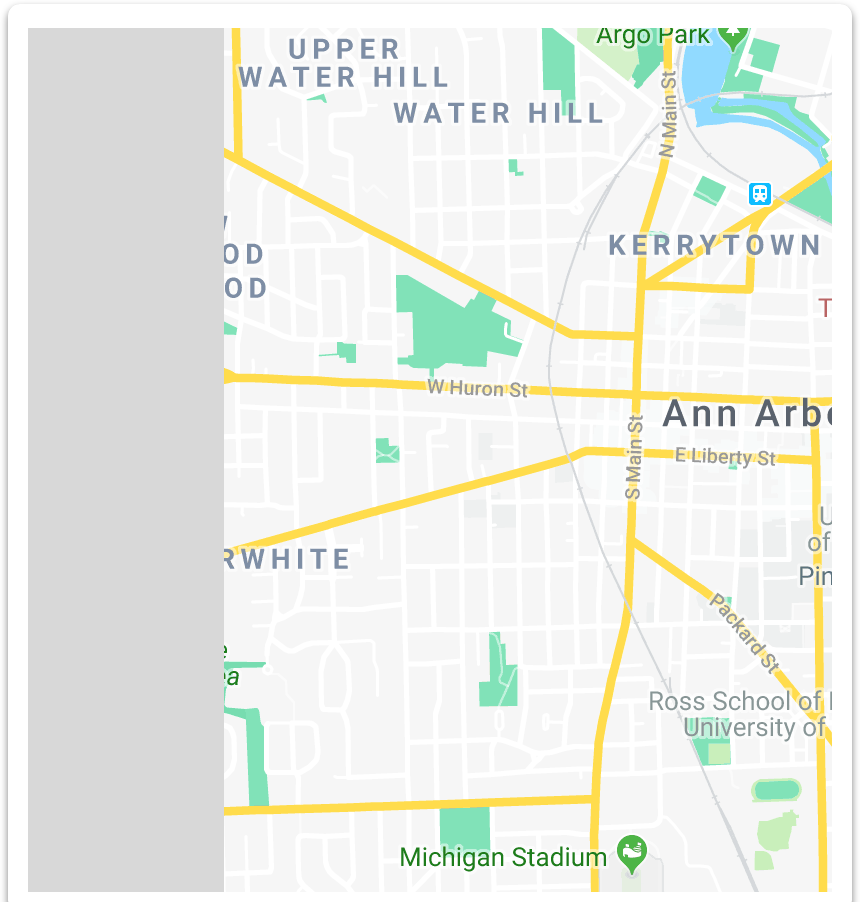 Argo Park
UPPER
WATER HILL
WATER HILL
N Main St
OD
OD
KERRYTOWN
T
W Huron St
Ann Arbo
S Main St
E Liberty St
U
of
RWHITE
Pin
Packard St
e
ea
Ross School of
University of
Michigan Stadium